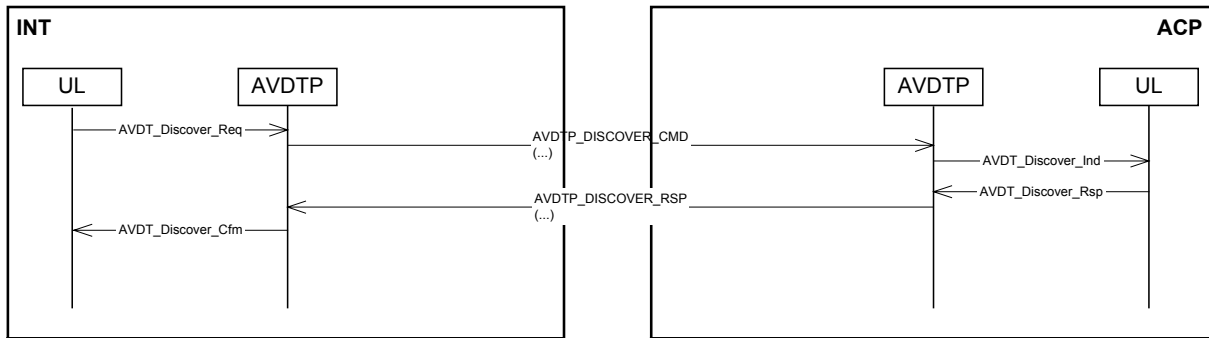 INT
ACP
UL
AVDTP
AVDTP
UL
AVDT_Discover_Req
AVDTP_DISCOVER_CMD
(...)
AVDT_Discover_Ind
AVDT_Discover_Rsp
AVDTP_DISCOVER_RSP
(...)
AVDT_Discover_Cfm